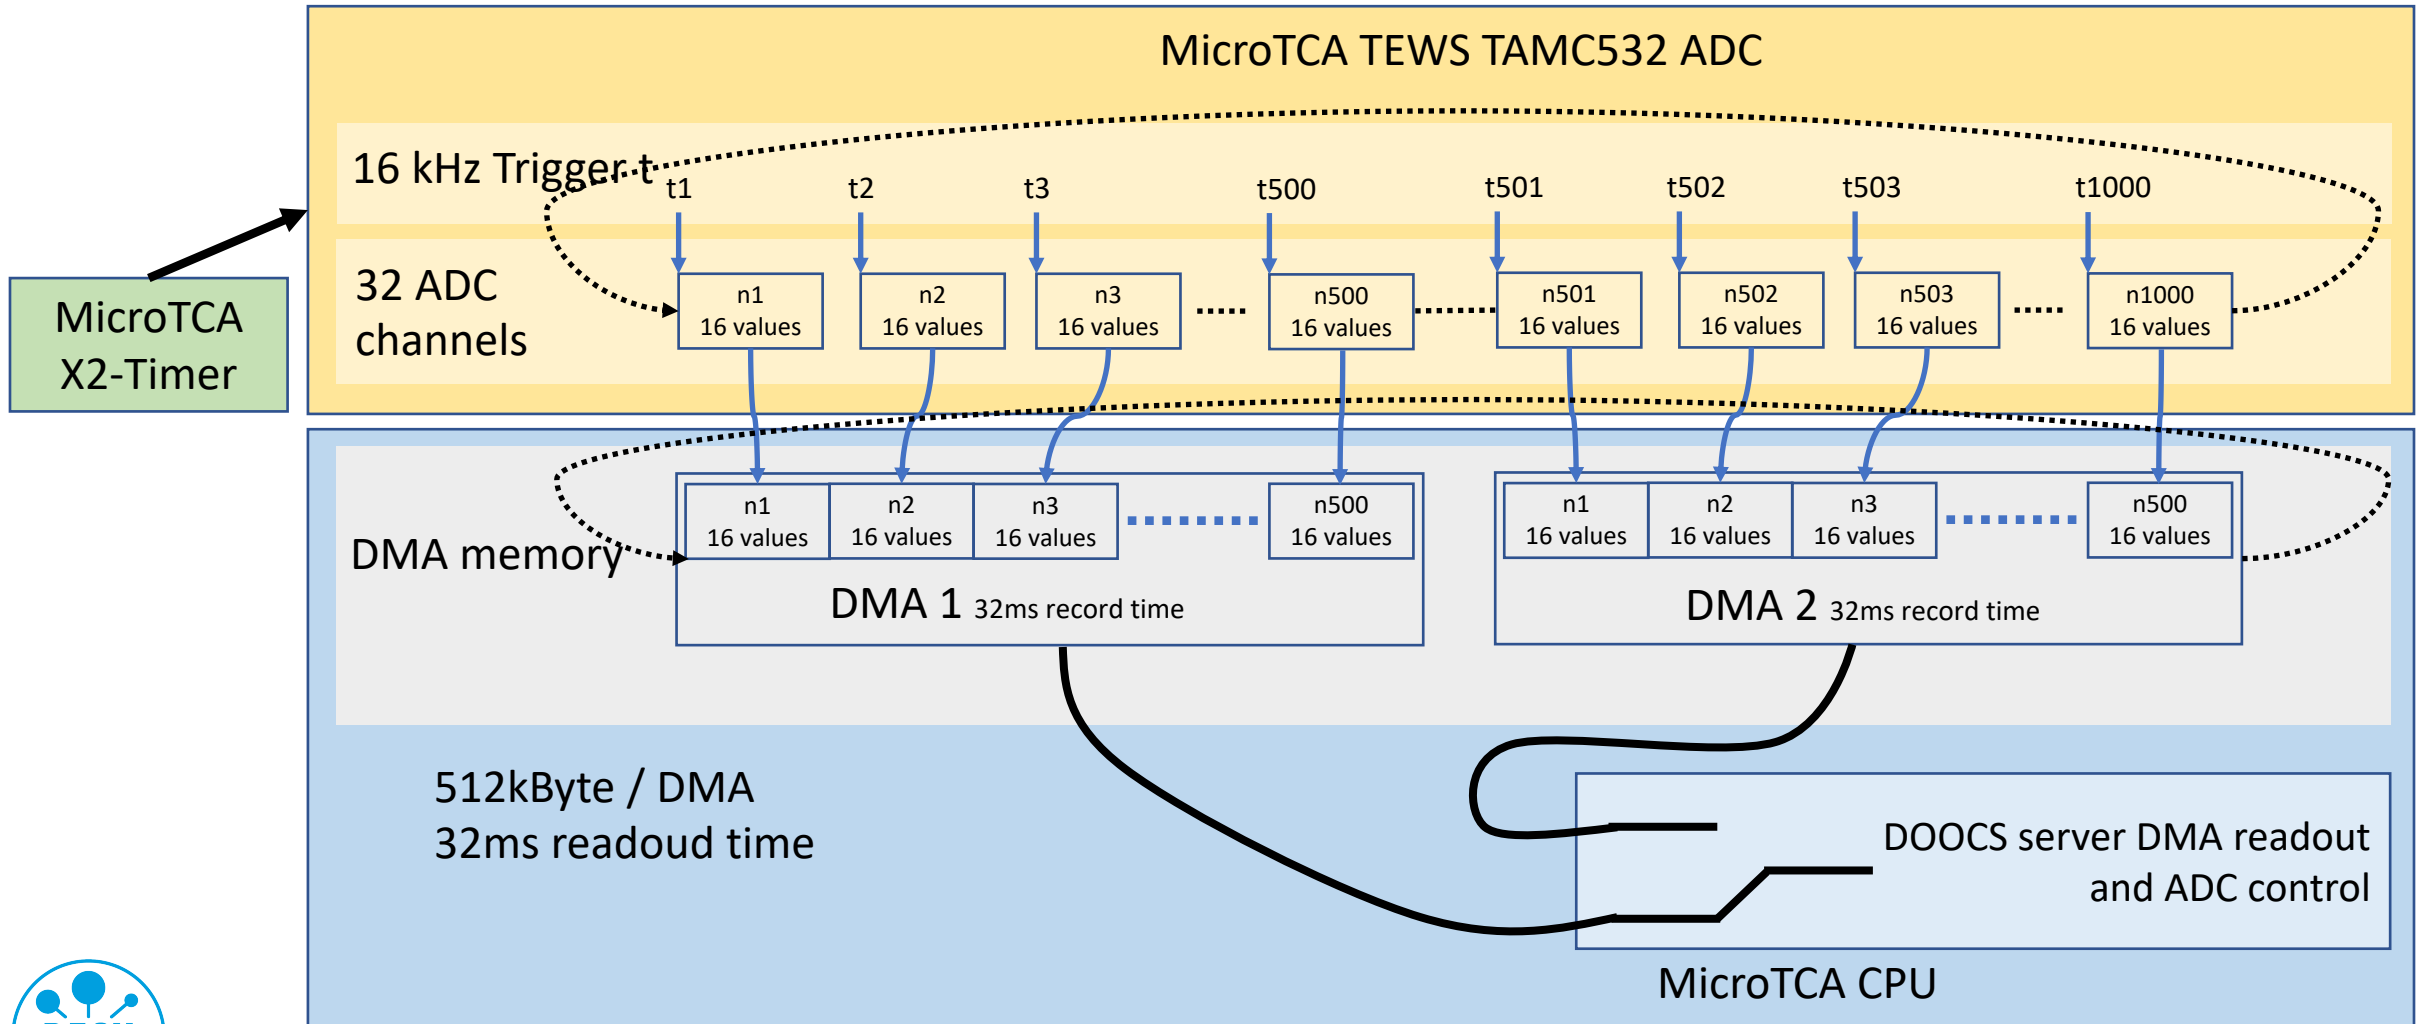 MicroTCA TEWS TAMC532 ADC
16 kHz Trigger t
t1 t2 t3 t500 t501 t502 t503 t1000
MicroTCA
X2-Timer
32 ADC
channels
n1 n2 n3 n500 n501 n502 n503 n1000
16 values 16 values 16 values 16 values 16 values 16 values 16 values 16 values
DMA memory
n1 n2 n3 n500 n1 n2 n3 n500
16 values 16 values 16 values 16 values 16 values 16 values 16 values 16 values
DMA 1 32ms record time
DMA 2 32ms record time
512kByte / DMA
32ms readoud time
DOOCS server DMA readout
and ADC control
MicroTCA CPU